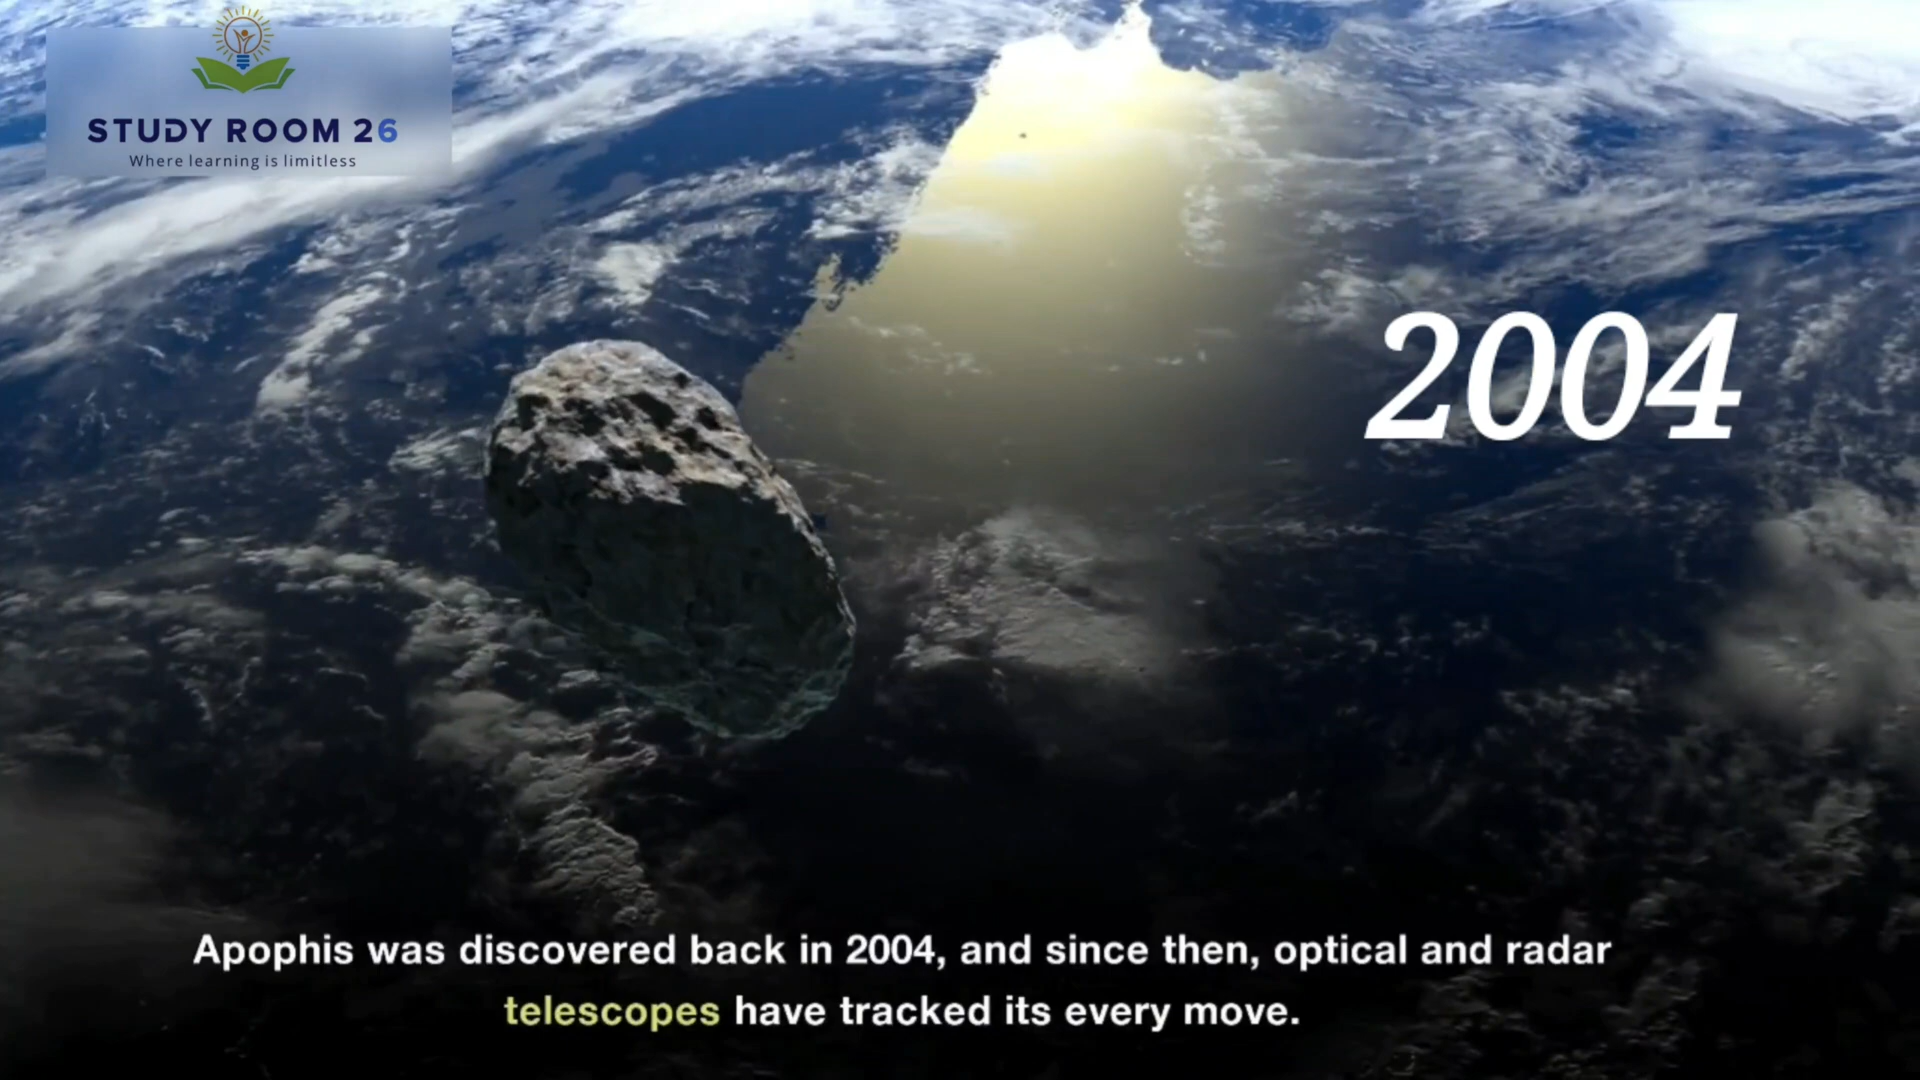 STUDY ROOM 26
Where learning is limitless
2004
Apophis was discovered back in 2004, and since then, optical and radar
telescopes have tracked its every move.